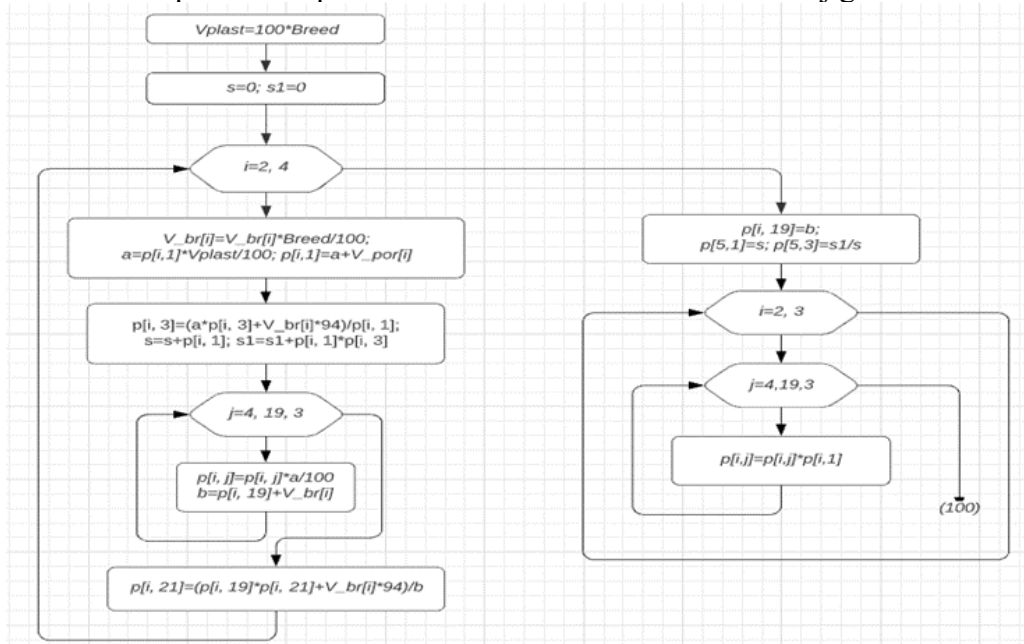 Vplast=100*Breed
s=0; s1=0
i=2, 4
V_br[i]=V_br[i]*Breed/100;
a=p[i,1]*Vplast/100; p[i,1]=a+V_por[i]
p[i, 3]=(a*p[i, 3]+V_br[i]*94)/p[i, 1];
s=s+p[i, 1]; s1=s1+p[i, 1]*p[i, 3]
j=4, 19, 3
p[i, j]=p[i, j]*a/100
b=p[i, 19]+V_br[i]
p[i, 21]=(p[i, 19]*p[i, 21]+V_br[i]*94)/b
p[i, 19]=b;
p[5,1]=s; p[5,3]=s1/s
i=2, 3
j=4,19,3
p[i,j]=p[i,j]*p[i,1]
(100)